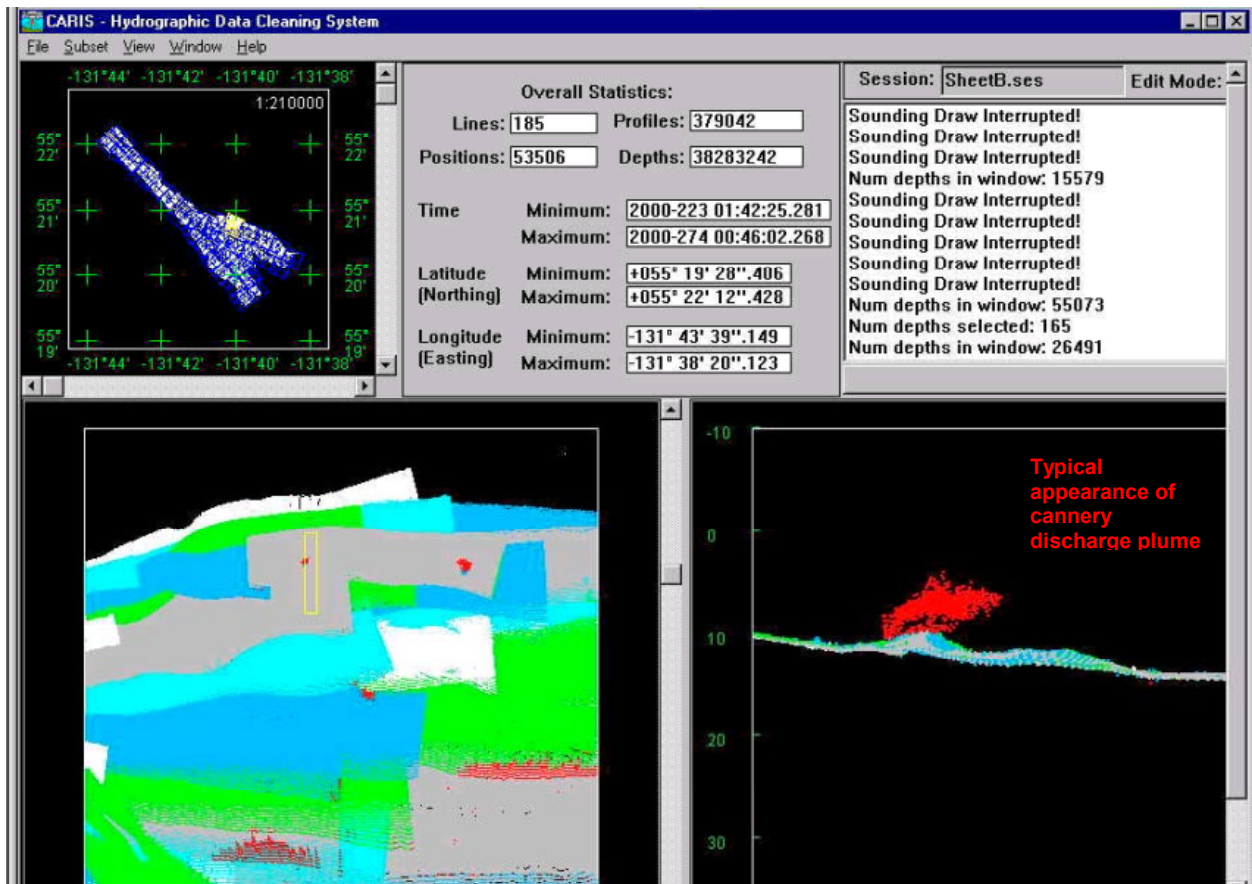 CARIS - Hydrographic Data Cleaning System
File Subset View Window Help
-131°44' -131°42' -131°40' -131°38'
1:210000
55° 22' 55° 22'
55° 21' 55° 21'
55° 20' 55° 20'
55° 19' 55° 19'
-131°44' -131°42' -131°40' -131°38'
Overall Statistics:
Lines: 185 Profiles: 379042
Positions: 53506 Depths: 38283242
Time Minimum: 2000-223 01:42:25.281
Maximum: 2000-274 00:46:02.268
Latitude Minimum: +055° 19' 28".406
(Northing) Maximum: +055° 22' 12".428
Longitude Minimum: -131° 43' 39".149
(Easting) Maximum: -131° 38' 20".123
Session: SheetB.ses Edit Mode:
Sounding Draw Interrupted!
Sounding Draw Interrupted!
Sounding Draw Interrupted!
Num depths in window: 15579
Sounding Draw Interrupted!
Sounding Draw Interrupted!
Sounding Draw Interrupted!
Sounding Draw Interrupted!
Sounding Draw Interrupted!
Num depths in window: 55073
Num depths selected: 165
Num depths in window: 26491
-10
0
10
20
30
Typical
appearance of
cannery
discharge plume